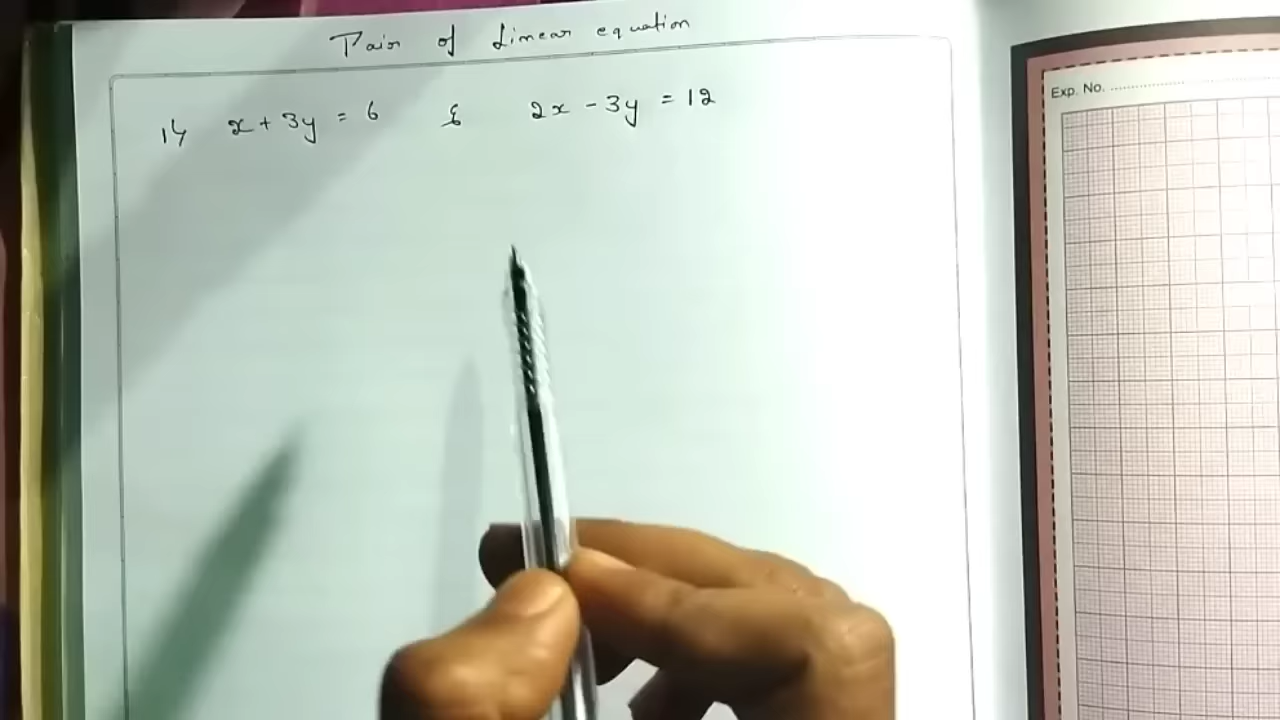 Pair of Linear equation
1) x + 3y = 6 & 2x - 3y = 12
Exp. No. ....................